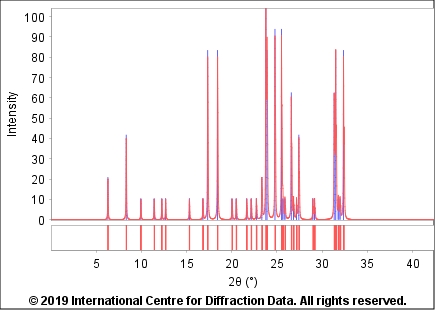 100
90
80
70
60
50
40
30
20
10
0
Intensity
5 10 15 20 25 30 35 40
2θ (°)
© 2019 International Centre for Diffraction Data. All rights reserved.